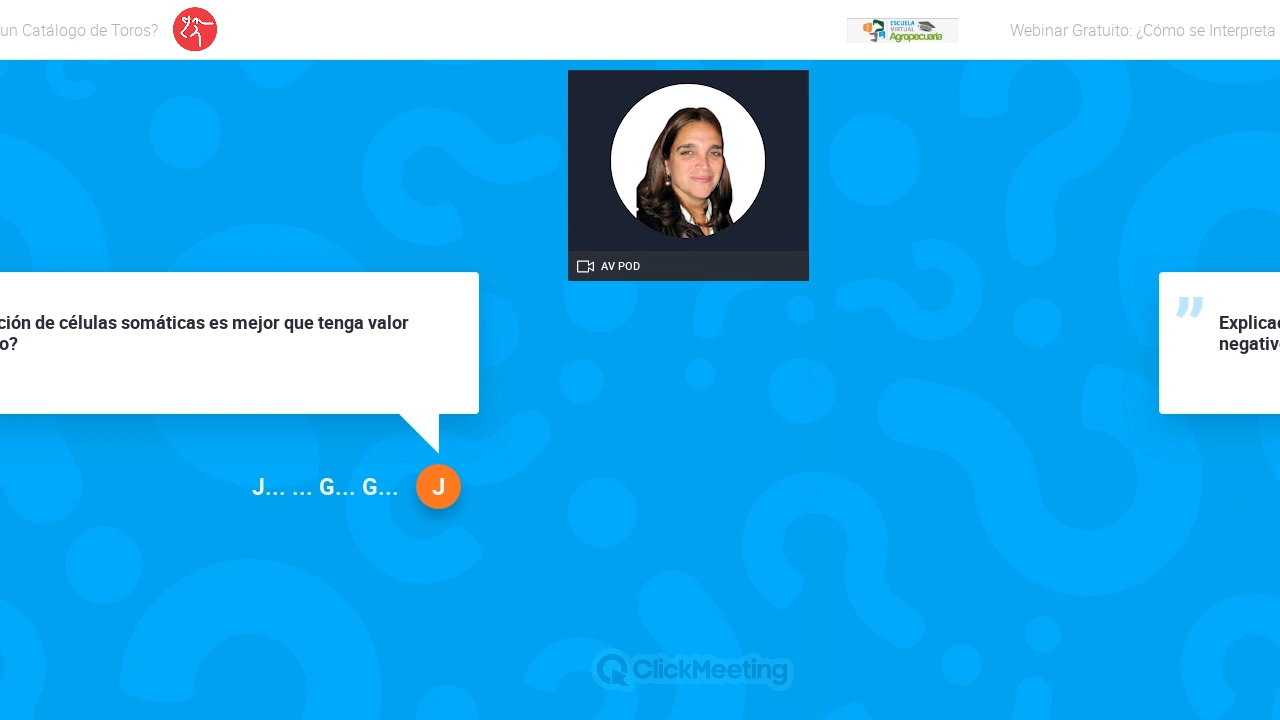 un Catálogo de Toros?
ESCUELA
VIRTUAL
Agropecuaria
Webinar Gratuito: ¿Cómo se Interpreta
AV POD
ción de células somáticas es mejor que tenga valor
o?
J... ... G... G...
J
” Explica
negativ
ClickMeeting